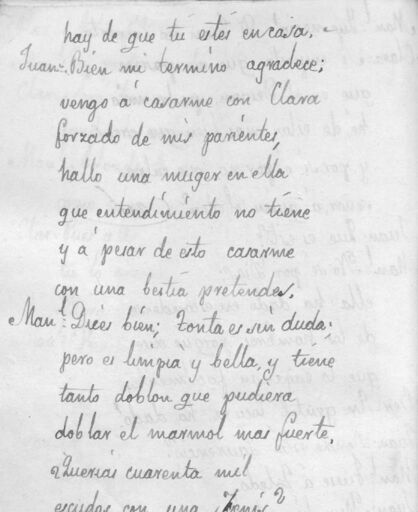 hay de que tú estés en casa.
Juan.- Bien mi termino agradece;
vengo á casarme con Clara
forzado de mis parientes,
hallo una muger en ella
que entendimiento no tiene
y á pesar de esto casarme
con una bestia pretendes.
Man.l Dices bien; Tonta es sin duda.
pero es limpia y bella, y tiene
tanto doblon que pudiera
doblar el marmol mas fuerte.
¿Querias cuarenta mil
escudos con una